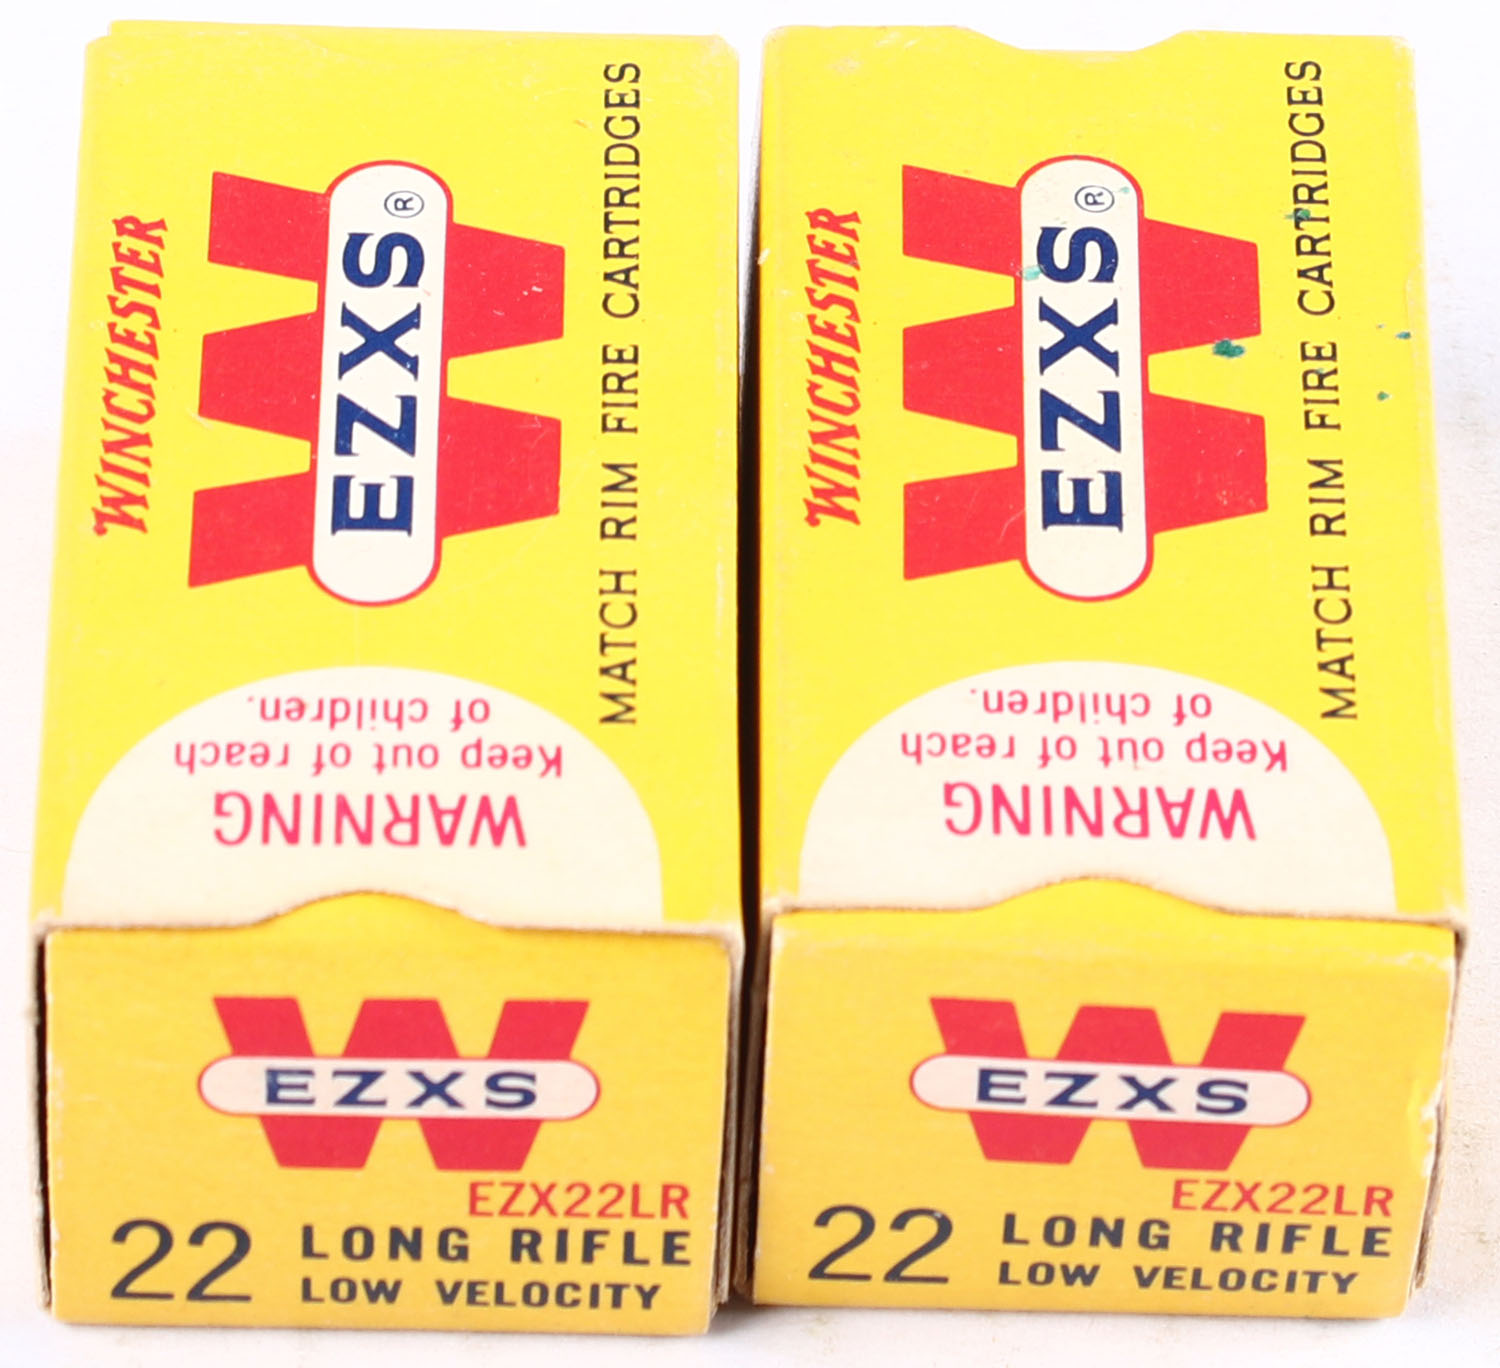 WINCHESTER
EZXS®
MATCH RIM FIRE CARTRIDGES
WARNING
Keep out of reach
of children.
EZXS
EZX22LR
22 LONG RIFLE
LOW VELOCITY
WINCHESTER
EZXS®
MATCH RIM FIRE CARTRIDGES
WARNING
Keep out of reach
of children.
EZXS
EZX22LR
22 LONG RIFLE
LOW VELOCITY